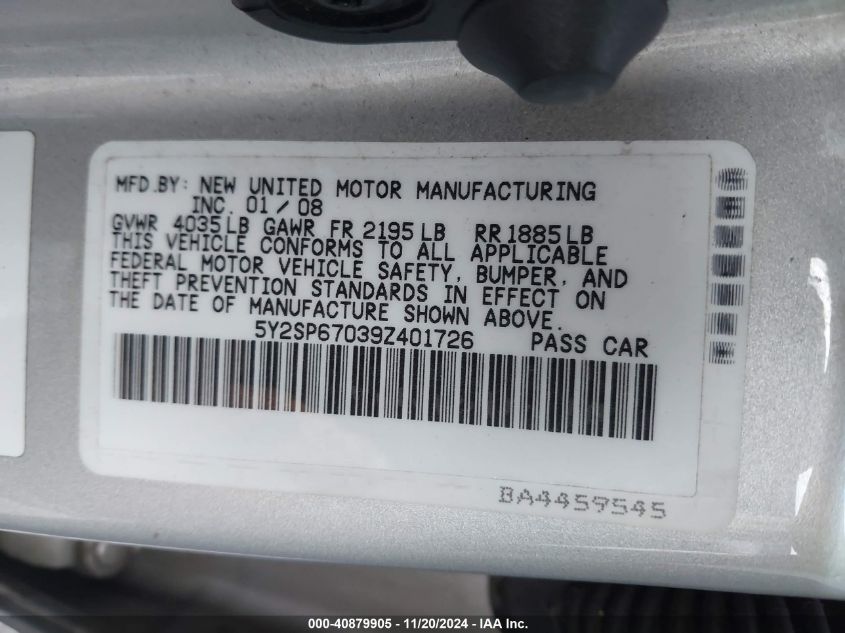 MFD.BY: NEW UNITED MOTOR MANUFACTURING
INC. 01/08
GVWR 4035LB GAWR FR 2195LB RR 1885LB
THIS VEHICLE CONFORMS TO ALL APPLICABLE
FEDERAL MOTOR VEHICLE SAFETY, BUMPER, AND
THEFT PREVENTION STANDARDS IN EFFECT ON
THE DATE OF MANUFACTURE SHOWN ABOVE.
5Y2SP67039Z401726 PASS CAR
BA4459545
000-40879905 - 11/20/2024 - IAA Inc.